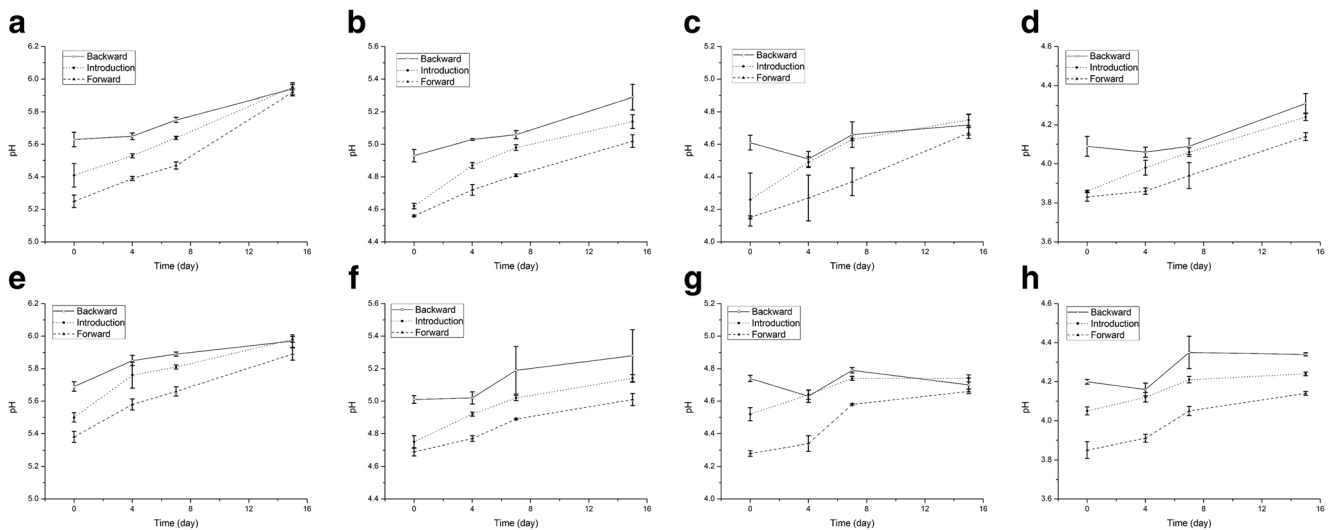 a
6.2
6.0
5.8
5.6
5.4
5.2
5.0
pH
Backward
Introduction
Forward
0 4 8 12 16
Time (day)
b
5.6
5.4
5.2
5.0
4.8
4.6
4.4
pH
Backward
Introduction
Forward
0 4 8 12 16
Time (day)
c
5.2
5.0
4.8
4.6
4.4
4.2
4.0
pH
Backward
Introduction
Forward
0 4 8 12 16
Time (day)
d
4.6
4.4
4.2
4.0
3.8
3.6
pH
Backward
Introduction
Forward
0 4 8 12 16
Time (day)
e
6.2
6.0
5.8
5.6
5.4
5.2
5.0
pH
Backward
Introduction
Forward
0 4 8 12 16
Time (day)
f
5.6
5.4
5.2
5.0
4.8
4.6
4.4
pH
Backward
Introduction
Forward
0 4 8 12 16
Time (day)
g
5.2
5.0
4.8
4.6
4.4
4.2
4.0
pH
Backward
Introduction
Forward
0 4 8 12 16
Time (day)
h
4.6
4.4
4.2
4.0
3.8
3.6
pH
Backward
Introduction
Forward
0 4 8 12 16
Time (day)